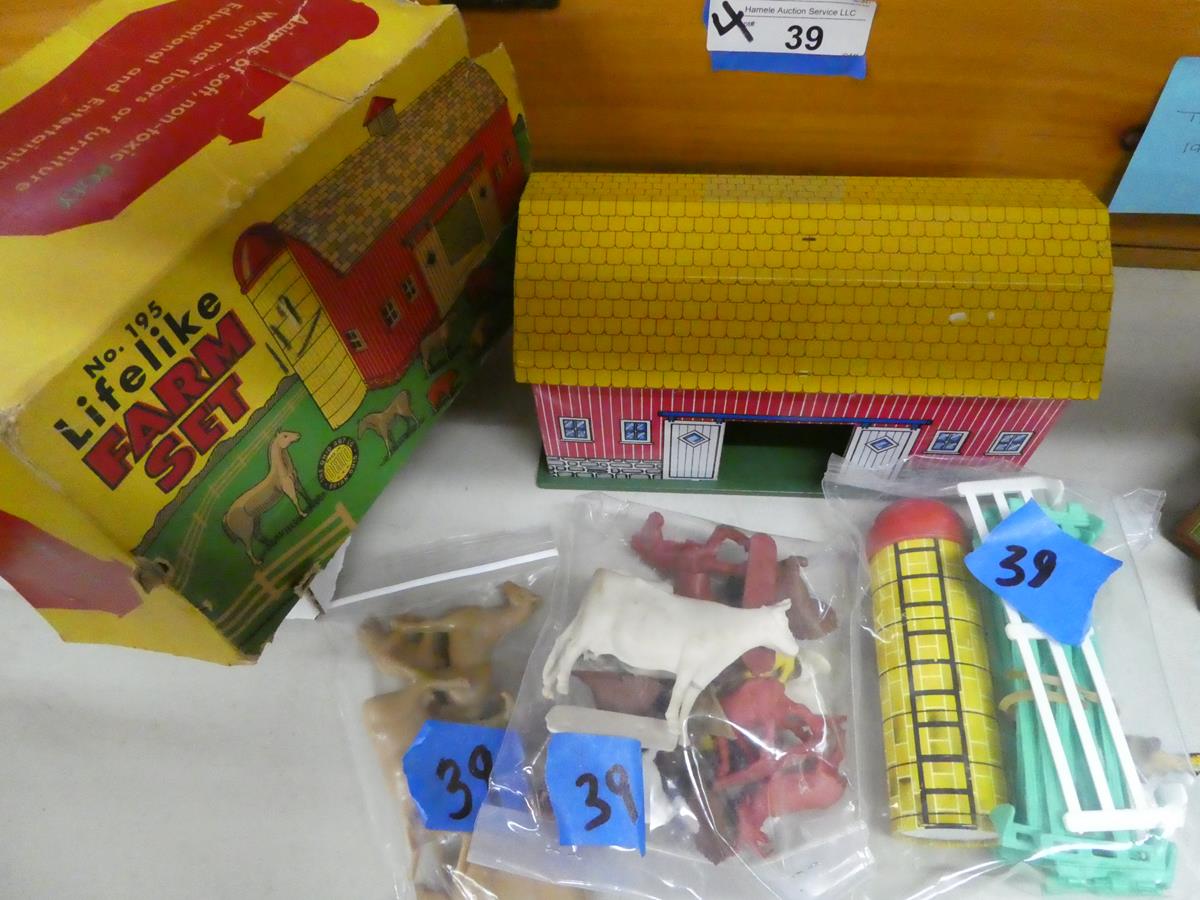 Hamele Auction Service LLC
39
Animals of soft, non-toxic
Won't mar floors or furniture
Educational and
No. 195
Lifelike
FARM
SET
39
39
39